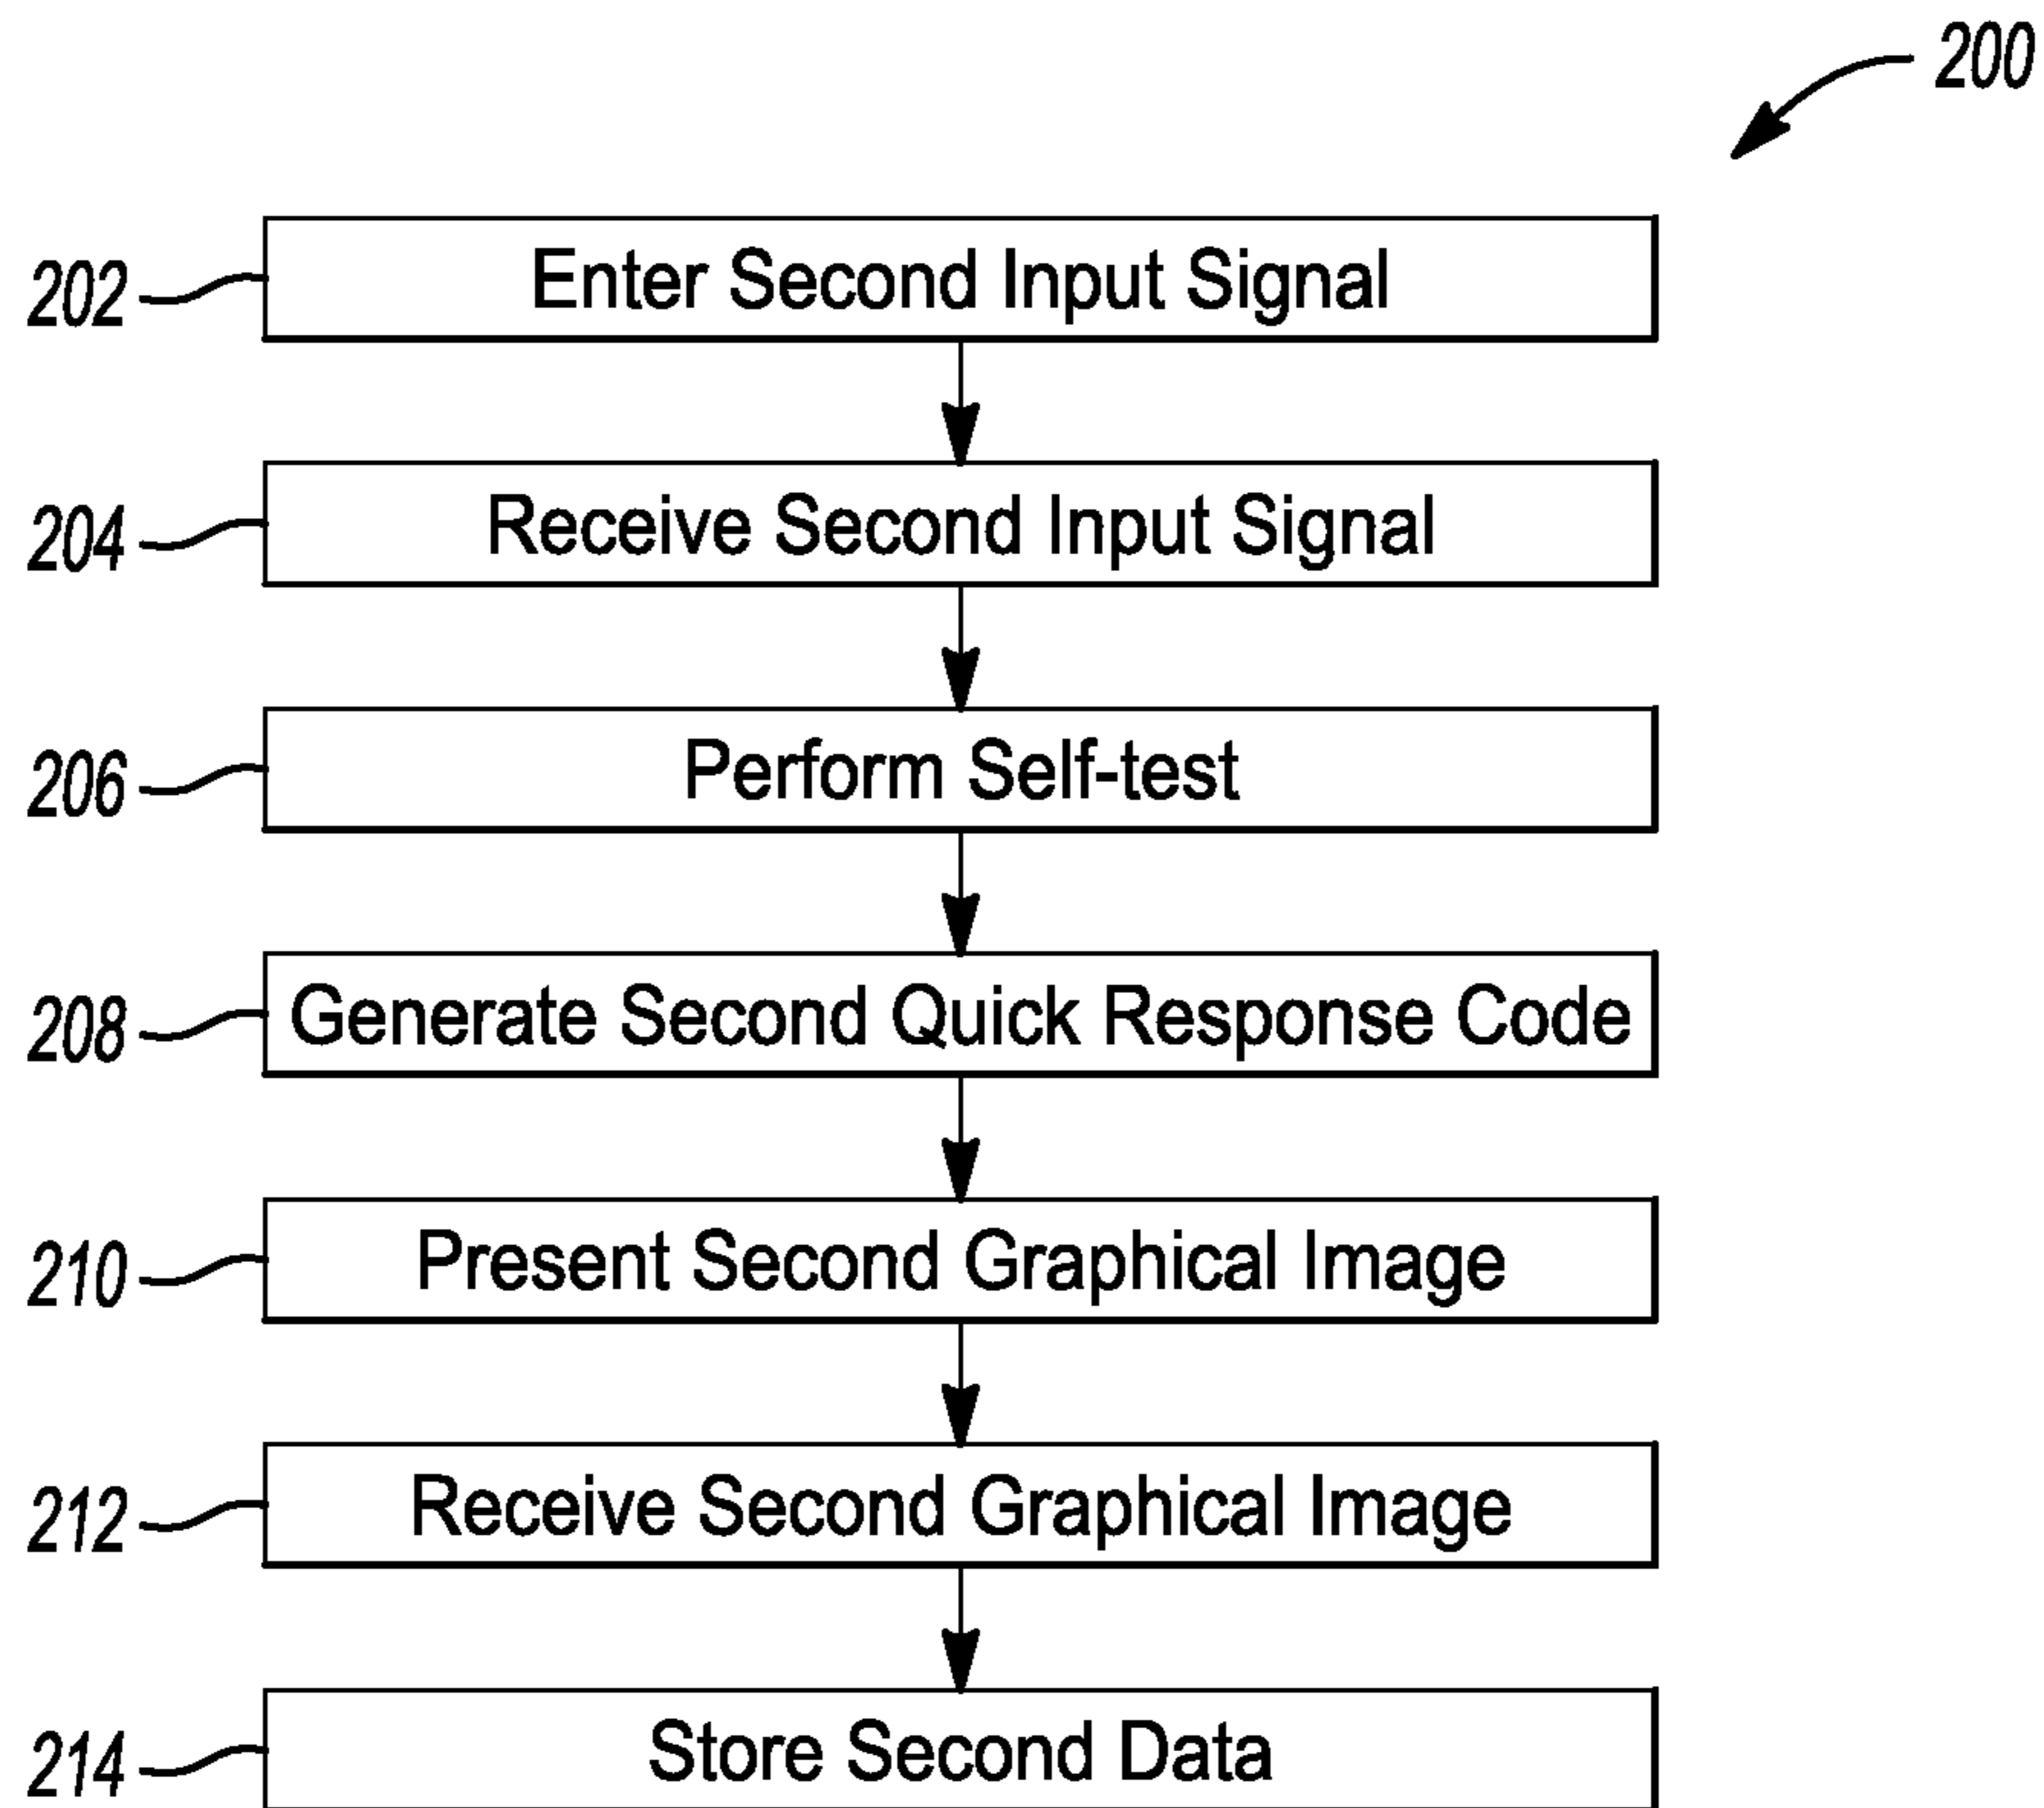 200
202 Enter Second Input Signal
204 Receive Second Input Signal
206 Perform Self-test
208 Generate Second Quick Response Code
210 Present Second Graphical Image
212 Receive Second Graphical Image
214 Store Second Data